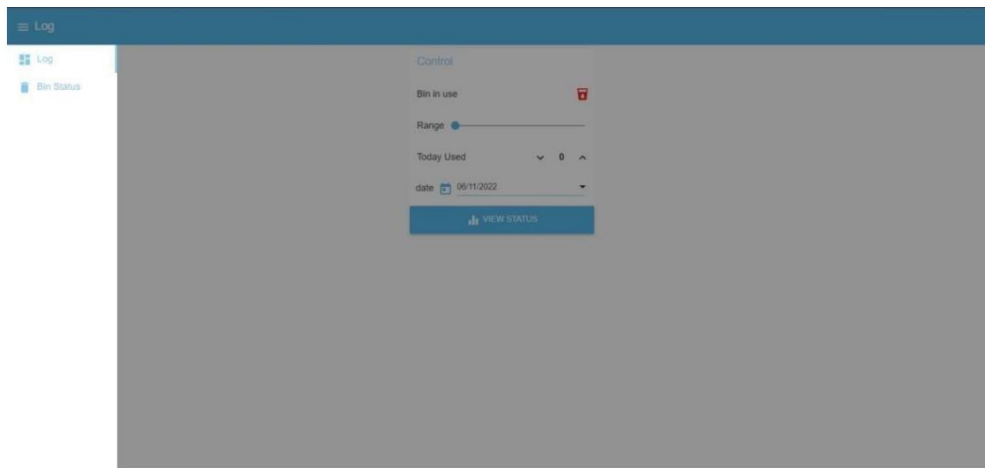 Log
Log
Bin Status
Control
Bin in use
Range
Today Used 0
date 06/11/2022
VIEW STATUS